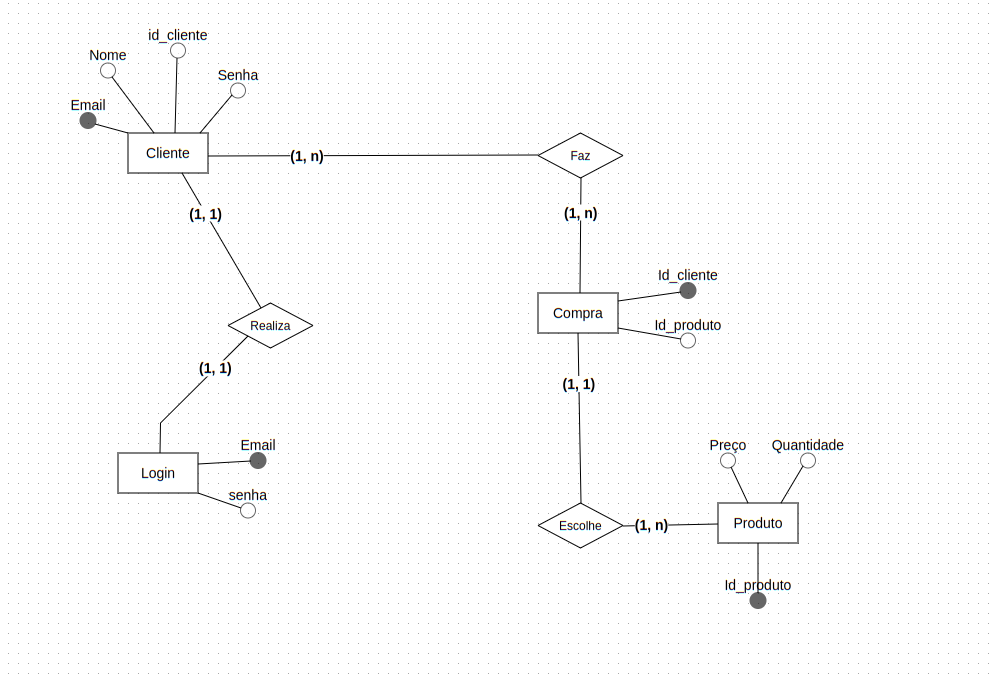 id_cliente
Nome
Senha
Email
Cliente
(1, n)
Faz
(1, 1)
(1, n)
Id_cliente
Compra
Id_produto
Realiza
(1, 1)
(1, 1)
Email
Login
senha
Preço
Quantidade
Escolhe
(1, n)
Produto
Id_produto